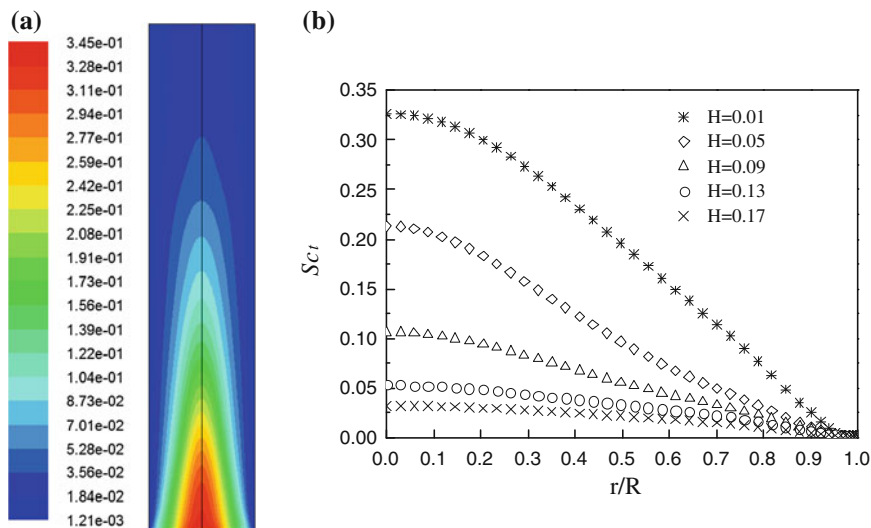 (a)
3.45e-01
3.28e-01
3.11e-01
2.94e-01
2.77e-01
2.59e-01
2.42e-01
2.25e-01
2.08e-01
1.91e-01
1.73e-01
1.56e-01
1.39e-01
1.22e-01
1.04e-01
8.73e-02
7.01e-02
5.28e-02
3.56e-02
1.84e-02
1.21e-03
(b)
0.35
0.30
0.25
0.20
0.15
0.10
0.05
0.00
Sct
H=0.01
H=0.05
H=0.09
H=0.13
H=0.17
0.0 0.1 0.2 0.3 0.4 0.5 0.6 0.7 0.8 0.9 1.0
r/R